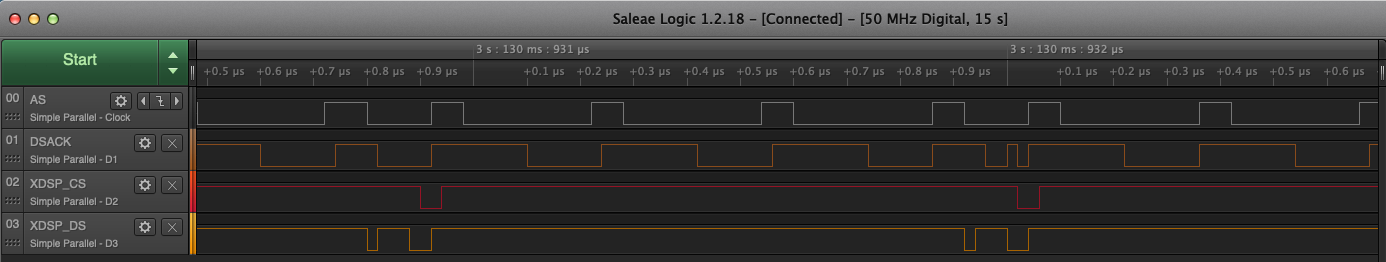 Saleae Logic 1.2.18 – [Connected] – [50 MHz Digital, 15 s]
Start
3 s : 130 ms : 931 µs
3 s : 130 ms : 932 µs
+0.5 µs +0.6 µs +0.7 µs +0.8 µs +0.9 µs +0.1 µs +0.2 µs +0.3 µs +0.4 µs +0.5 µs +0.6 µs +0.7 µs +0.8 µs +0.9 µs +0.1 µs +0.2 µs +0.3 µs +0.4 µs +0.5 µs +0.6 µs
00 AS
Simple Parallel - Clock
01 DSACK
Simple Parallel - D1
02 XDSP_CS
Simple Parallel - D2
03 XDSP_DS
Simple Parallel - D3